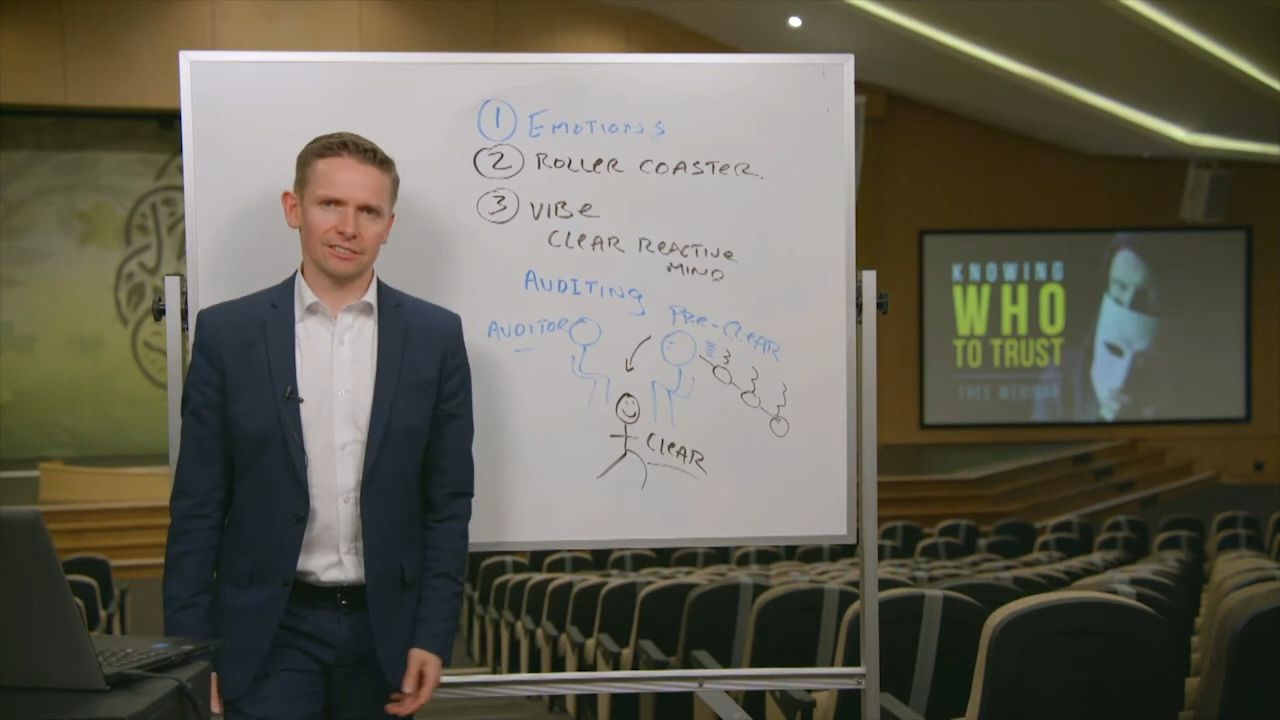 1 EMOTIONS
2 ROLLER COASTER.
3 VIBE
CLEAR REACTIVE
MIND
AUDITING
AUDITOR
PRE-CLEAR
CLEAR
KNOWING
WHO
TO TRUST
FREE WEBINAR